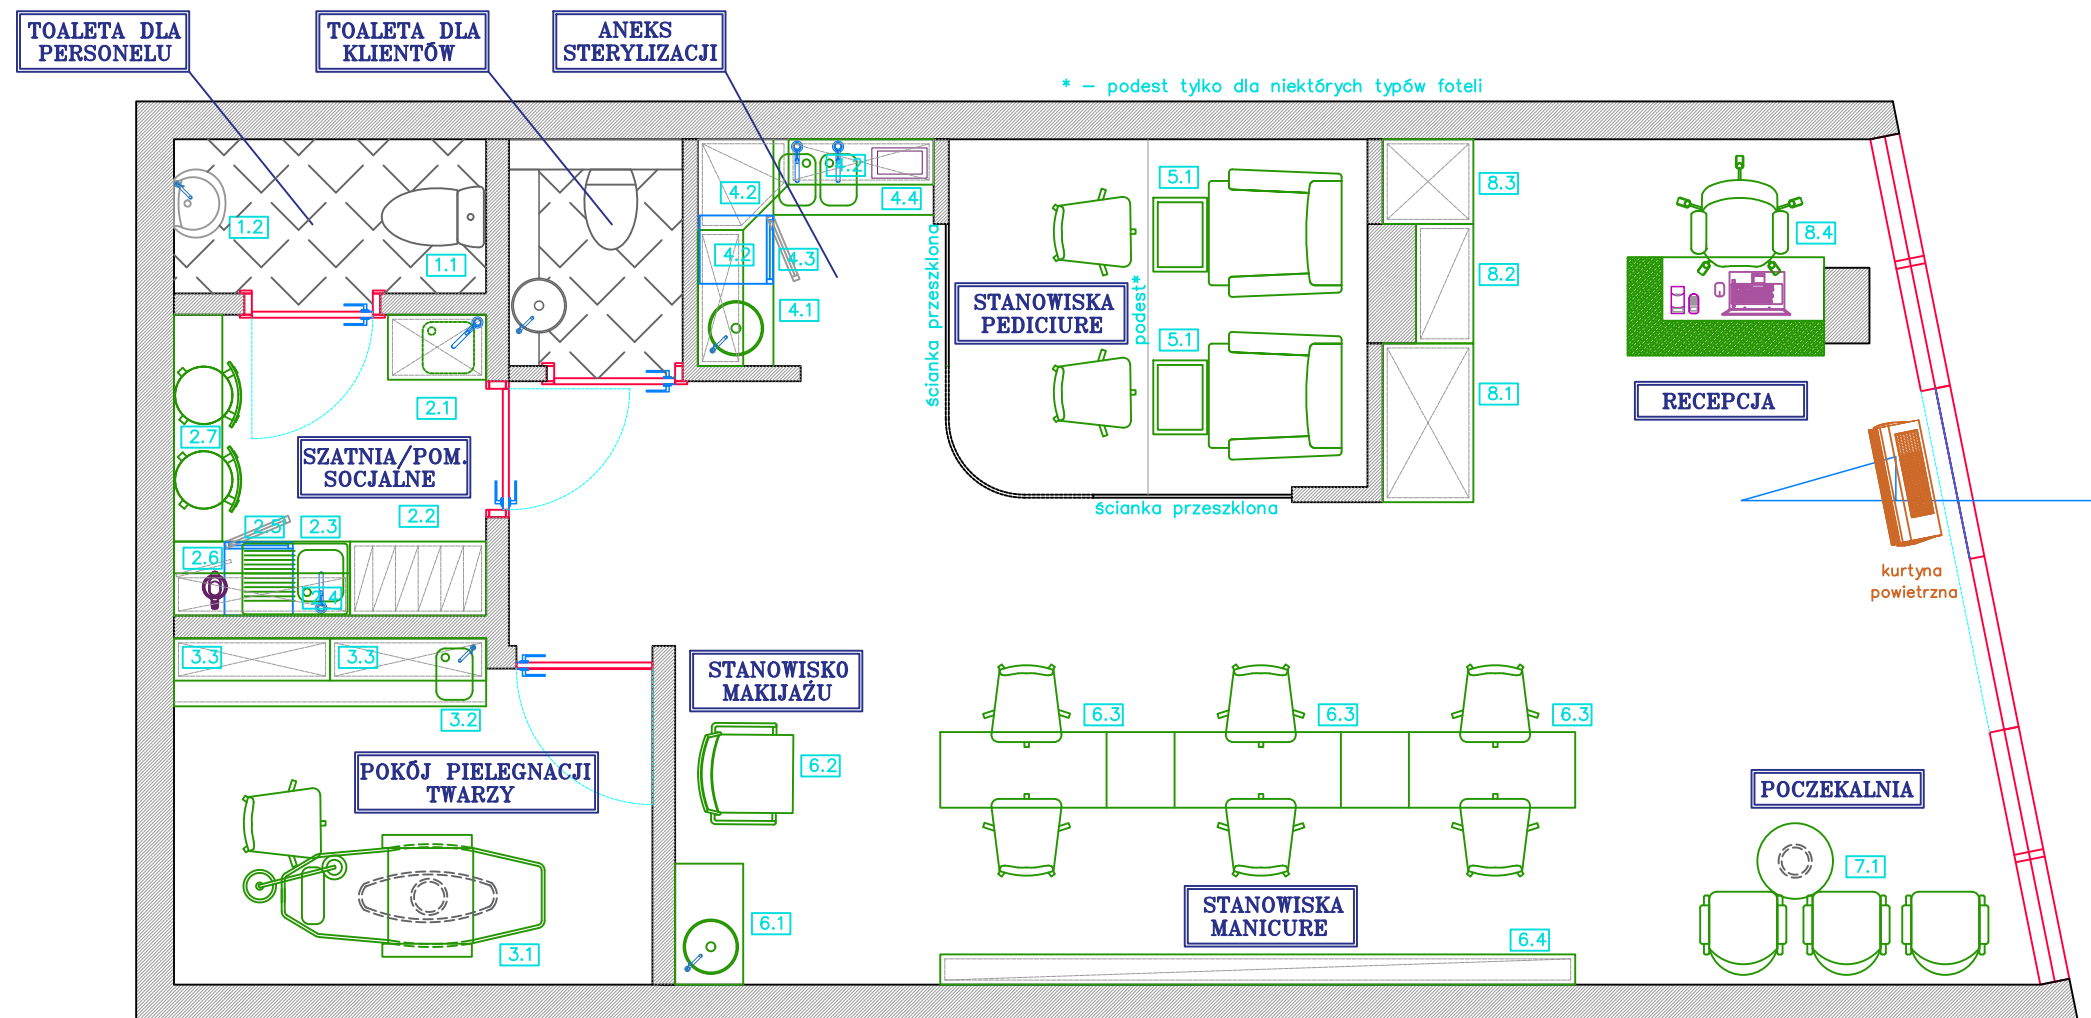 TOALETA DLA
PERSONELU
TOALETA DLA
KLIENTÓW
ANEKS
STERYLIZACJI
* – podest tylko dla niektórych typów foteli
1.2
1.1
4.2
4.2
4.4
4.2
4.3
4.1
ścianka przeszklona
STANOWISKA
PEDICIURE
podest*
5.1
5.1
8.3
8.2
8.1
8.4
RECEPCJA
2.1
2.7
SZATNIA/POM.
SOCJALNE
2.2
2.5
2.3
2.6
2.4
ścianka przeszklona
kurtyna
powietrzna
3.3
3.3
3.2
STANOWISKO
MAKIJAŻU
6.3
6.3
6.3
POKÓJ PIELEGNACJI
TWARZY
6.2
POCZEKALNIA
7.1
STANOWISKA
MANICURE
6.1
6.4
3.1